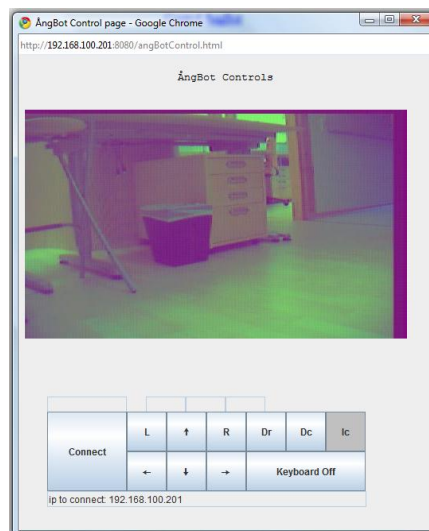 ÅngBot Control page - Google Chrome
http://192.168.100.201:8080/angBotControl.html
ÅngBot Controls
Connect
L ↑ R Dr Dc Ic
← ↓ → Keyboard Off
ip to connect: 192.168.100.201